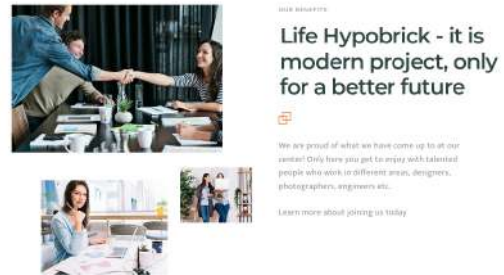 OUR BENEFITS
Life Hypobrick - it is
modern project, only
for a better future
We are proud of what we have come up to at our
center! Only here you get to enjoy with talented
people who work in different areas, designers,
photographers, engineers etc.
Learn more about joining us today